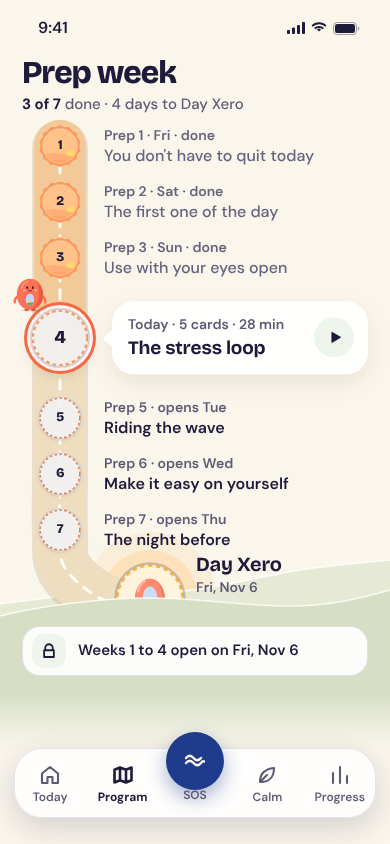 9:41
Prep week
3 of 7 done · 4 days to Day Xero
1
Prep 1 · Fri · done
You don't have to quit today
2
Prep 2 · Sat · done
The first one of the day
3
Prep 3 · Sun · done
Use with your eyes open
4
Today · 5 cards · 28 min
The stress loop
5
Prep 5 · opens Tue
Riding the wave
6
Prep 6 · opens Wed
Make it easy on yourself
7
Prep 7 · opens Thu
The night before
Day Xero
Fri, Nov 6
Weeks 1 to 4 open on Fri, Nov 6
Today
Program
SOS
Calm
Progress